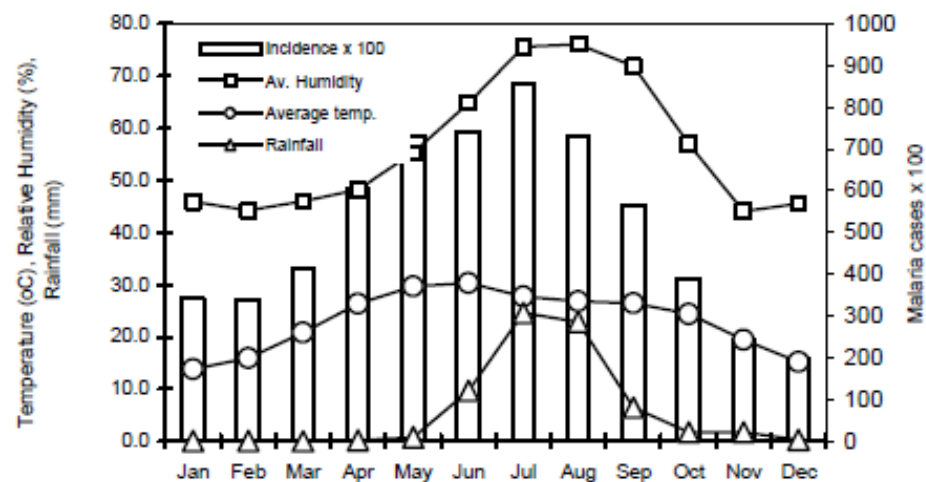 Temperature (oC), Relative Humidity (%),
Rainfall (mm)
80.0
70.0
60.0
50.0
40.0
30.0
20.0
10.0
0.0
Incidence x 100
Av. Humidity
Average temp.
Rainfall
1000
900
800
700
600
500
400
300
200
100
0
Malaria cases x 100
Jan Feb Mar Apr May Jun Jul Aug Sep Oct Nov Dec